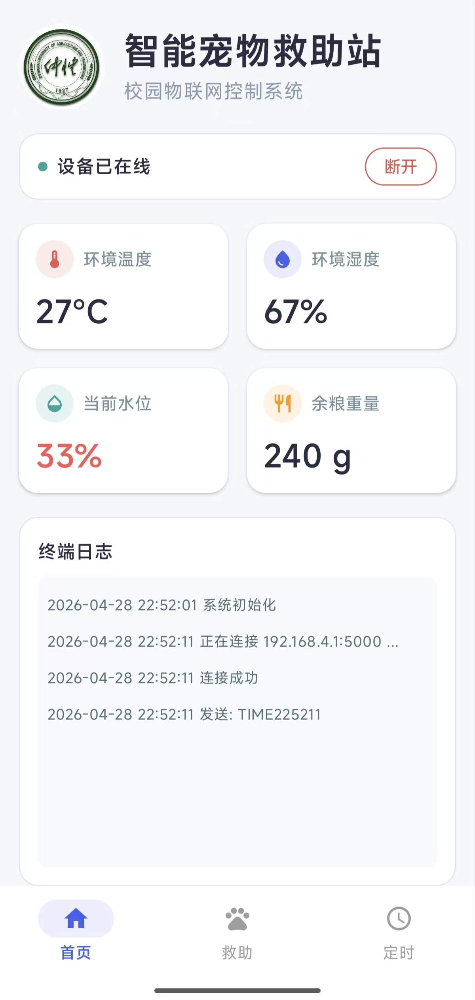 ZHONGKAI UNIVERSITY OF AGRICULTURE AND ENGINEERING
仲恺
1927
智能宠物救助站
校园物联网控制系统
设备已在线
断开
环境温度
环境湿度
27°C
67%
当前水位
余粮重量
33%
240 g
终端日志
2026-04-28 22:52:01 系统初始化
2026-04-28 22:52:11 正在连接 192.168.4.1:5000 ...
2026-04-28 22:52:11 连接成功
2026-04-28 22:52:11 发送: TIME225211
首页
救助
定时